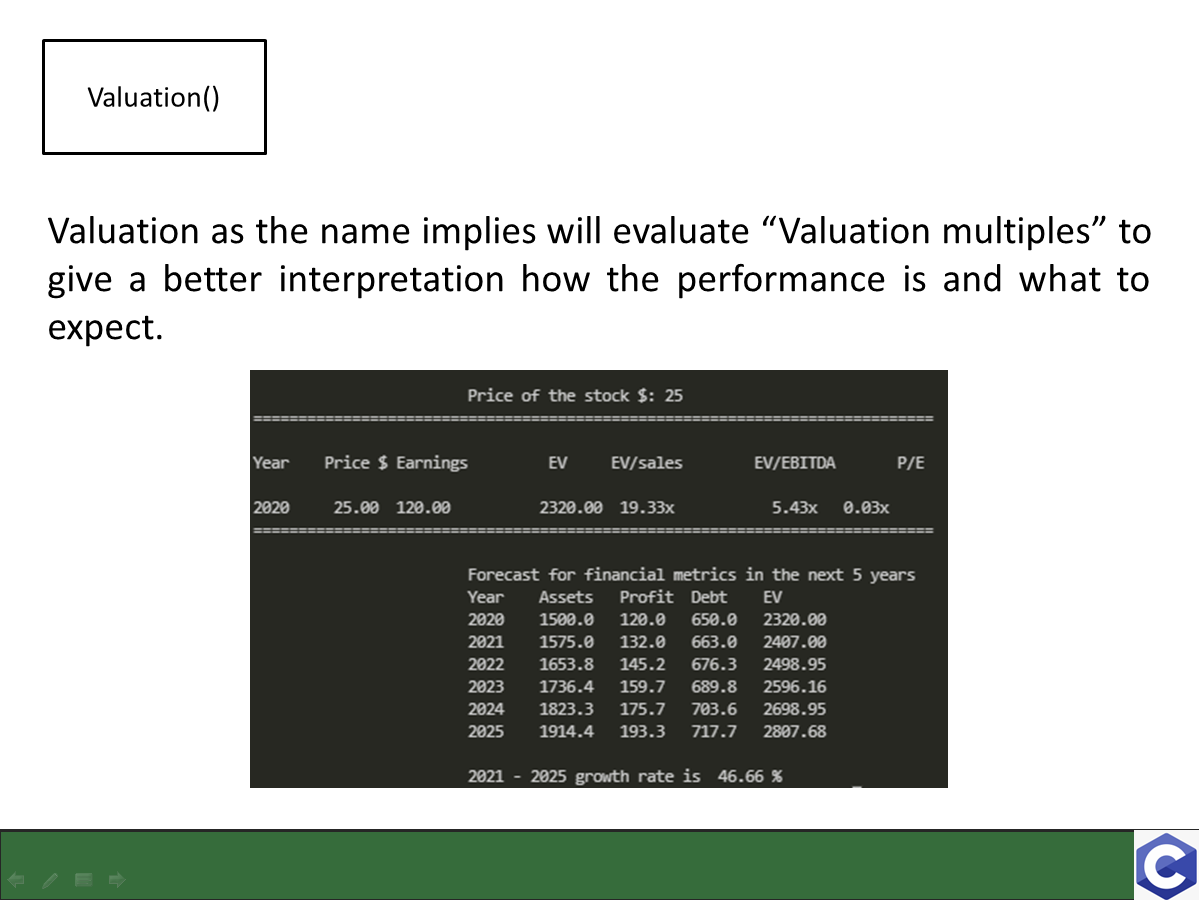 Valuation()
Valuation as the name implies will evaluate “Valuation multiples” to
give a better interpretation how the performance is and what to
expect.
Price of the stock $: 25
============================================================================
Year Price $ Earnings EV EV/sales EV/EBITDA P/E
2020 25.00 120.00 2320.00 19.33x 5.43x 0.03x
============================================================================
Forecast for financial metrics in the next 5 years
Year Assets Profit Debt EV
2020 1500.0 120.0 650.0 2320.00
2021 1575.0 132.0 663.0 2407.00
2022 1653.8 145.2 676.3 2498.95
2023 1736.4 159.7 689.8 2596.16
2024 1823.3 175.7 703.6 2698.95
2025 1914.4 193.3 717.7 2807.68
2021 - 2025 growth rate is 46.66 %
C